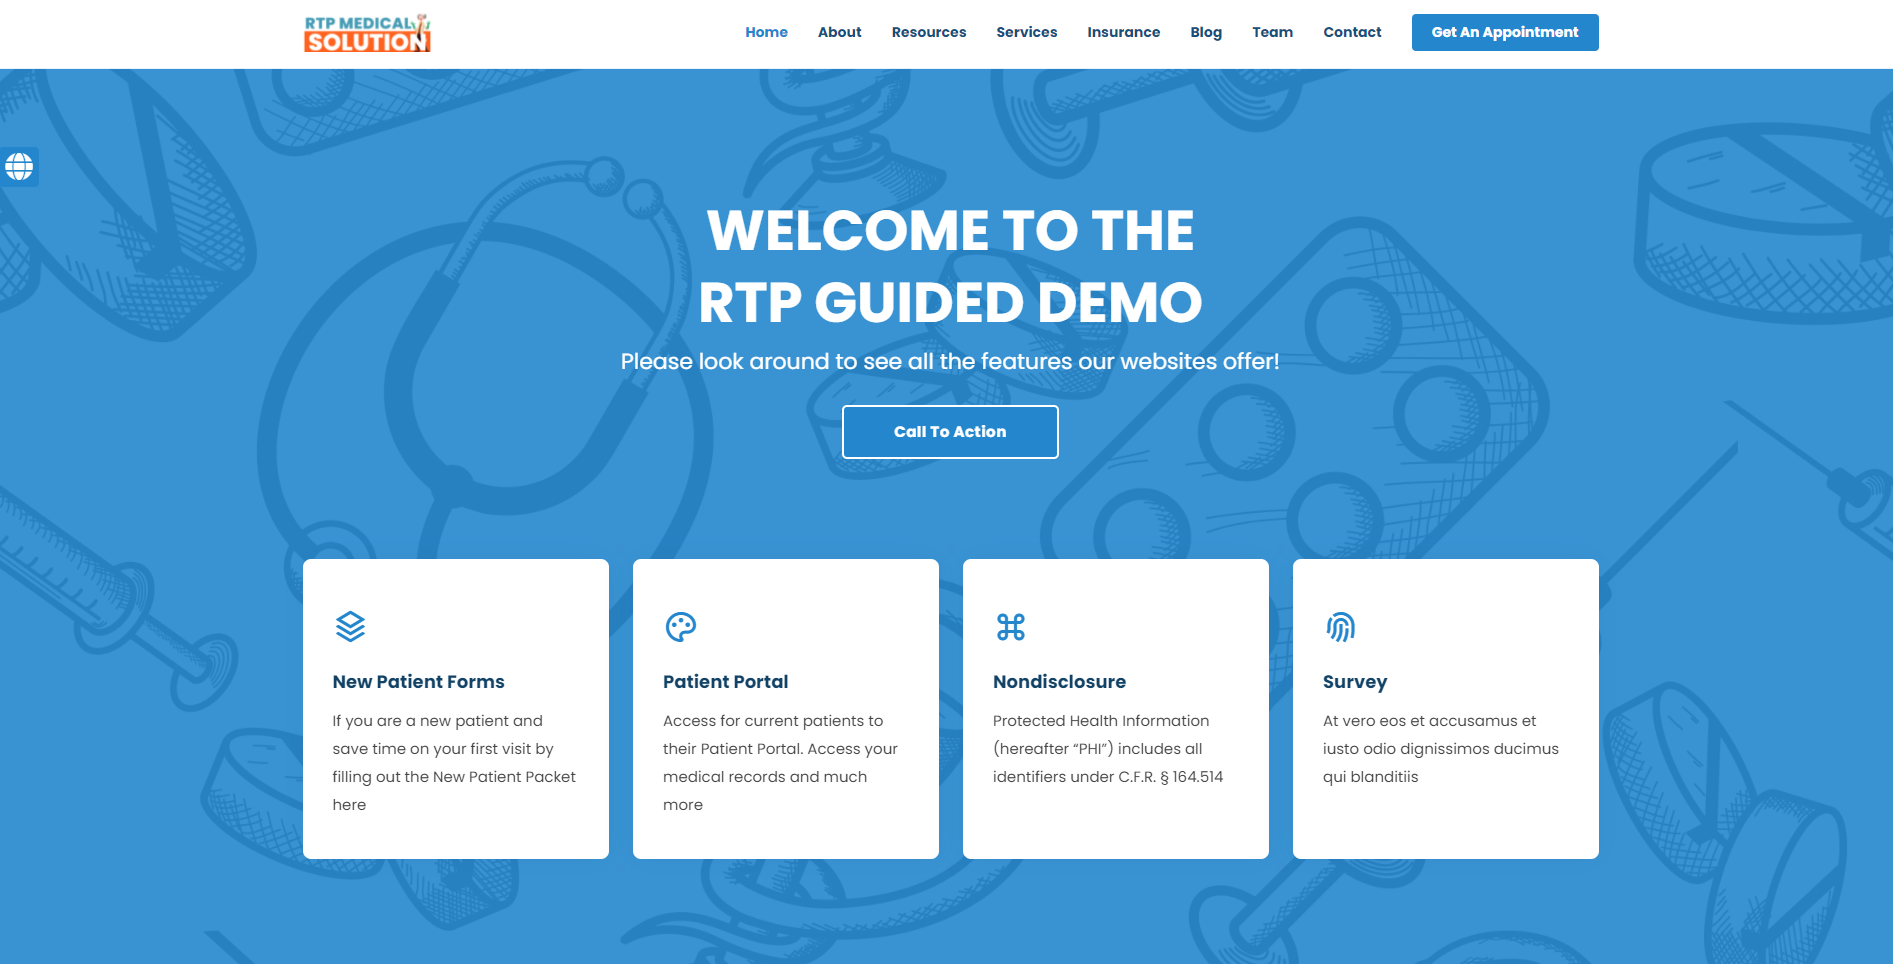 RTP MEDICAL
SOLUTION
Home About Resources Services Insurance Blog Team Contact Get An Appointment
WELCOME TO THE
RTP GUIDED DEMO
Please look around to see all the features our websites offer!
Call To Action
New Patient Forms
If you are a new patient and
save time on your first visit by
filling out the New Patient Packet
here
Patient Portal
Access for current patients to
their Patient Portal. Access your
medical records and much
more
Nondisclosure
Protected Health Information
(hereafter “PHI”) includes all
identifiers under C.F.R. § 164.514
Survey
At vero eos et accusamus et
iusto odio dignissimos ducimus
qui blanditiis